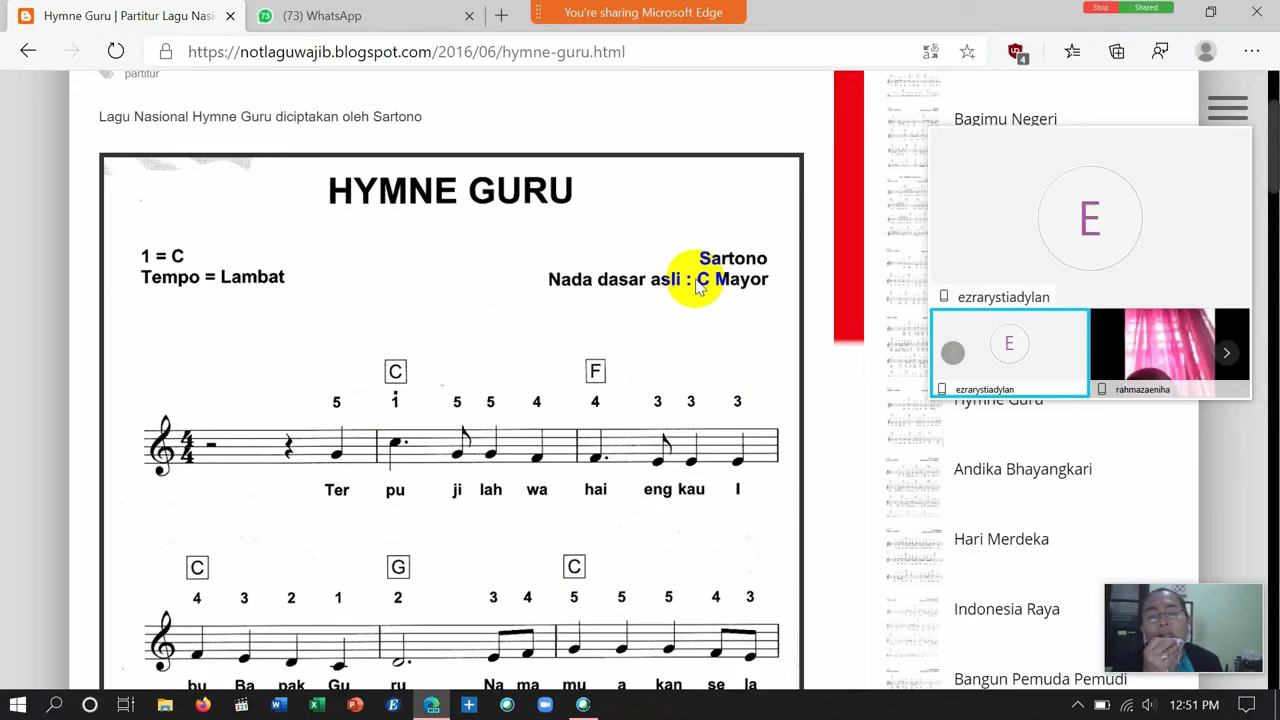 Hymne Guru | Partitur Lagu Nasi
(73) WhatsApp
You're sharing Microsoft Edge
Stop
Shared
https://notlaguwajib.blogspot.com/2016/06/hymne-guru.html
4
partitur
Lagu Nasional Hymne Guru diciptakan oleh Sartono
HYMNE GURU
1 = C
Sartono
Tempo = Lambat
Nada dasar asli : C Mayor
C F
5 1 5 5 4 4 3 3 3
4 4
Ter pu ji lah wa hai eng kau I
C G C
4 3 2 1 2 3 4 5 5 5 4 3
Ba Gu Na ma mu a kan se la
Bagimu Negeri
E
ezrarystiadylan
E
ezrarystiadylan
rahmazaeniha
Hymne Guru
Andika Bhayangkari
Hari Merdeka
Indonesia Raya
Bangun Pemuda Pemudi
12:51 PM